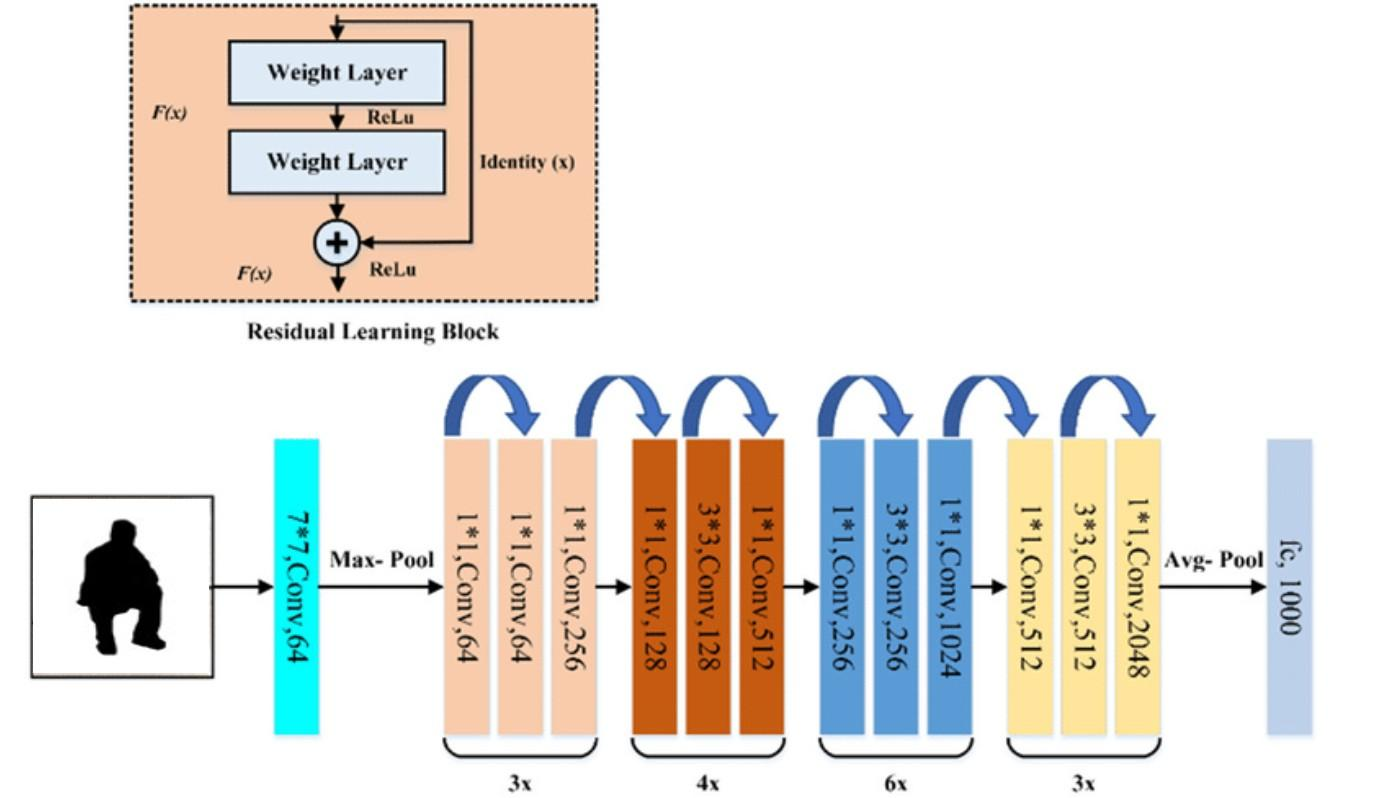 Weight Layer
F(x)
ReLu
Weight Layer
Identity (x)
F(x)
ReLu
Residual Learning Block
7*7,Conv,64
Max- Pool
1*1,Conv,64
1*1,Conv,64
1*1,Conv,256
1*1,Conv,128
3*3,Conv,128
1*1,Conv,512
1*1,Conv,256
3*3,Conv,256
1*1,Conv,1024
1*1,Conv,512
3*3,Conv,512
1*1,Conv,2048
Avg- Pool
fc, 1000
3x
4x
6x
3x